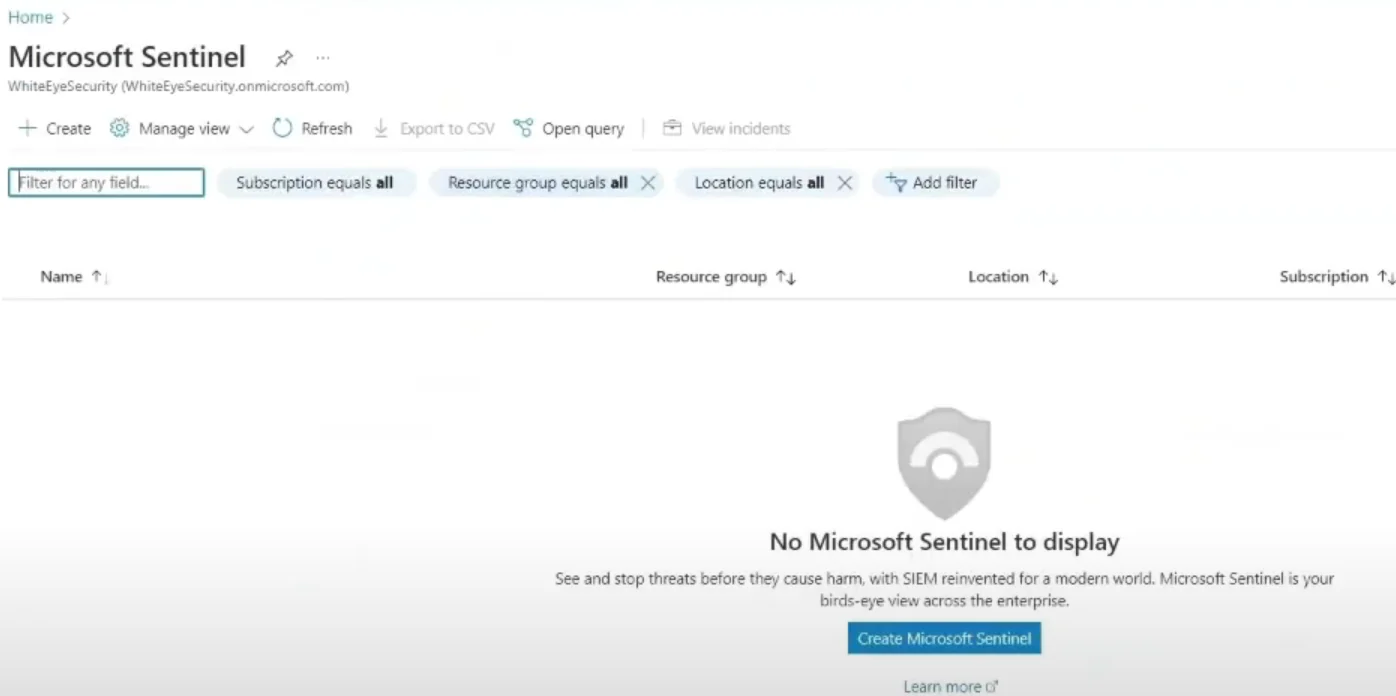 Home >
Microsoft Sentinel ...
WhiteEyeSecurity (WhiteEyeSecurity.onmicrosoft.com)
Create Manage view Refresh Export to CSV Open query View incidents
Filter for any field... Subscription equals all Resource group equals all Location equals all Add filter
Name Resource group Location Subscription
No Microsoft Sentinel to display
See and stop threats before they cause harm, with SIEM reinvented for a modern world. Microsoft Sentinel is your
birds-eye view across the enterprise.
Create Microsoft Sentinel
Learn more